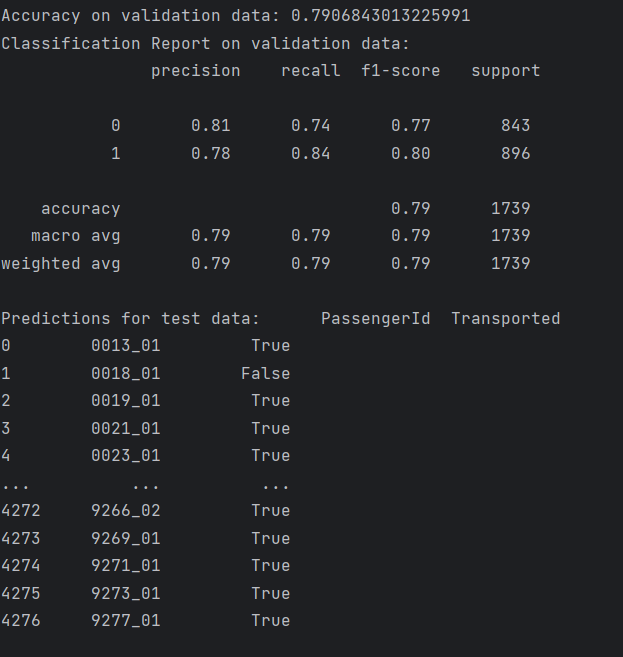 Accuracy on validation data: 0.7906843013225991
Classification Report on validation data:
precision recall f1-score support
0 0.81 0.74 0.77 843
1 0.78 0.84 0.80 896
accuracy 0.79 1739
macro avg 0.79 0.79 0.79 1739
weighted avg 0.79 0.79 0.79 1739
Predictions for test data: PassengerId Transported
0 0013_01 True
1 0018_01 False
2 0019_01 True
3 0021_01 True
4 0023_01 True
... ... ...
4272 9266_02 True
4273 9269_01 True
4274 9271_01 True
4275 9273_01 True
4276 9277_01 True